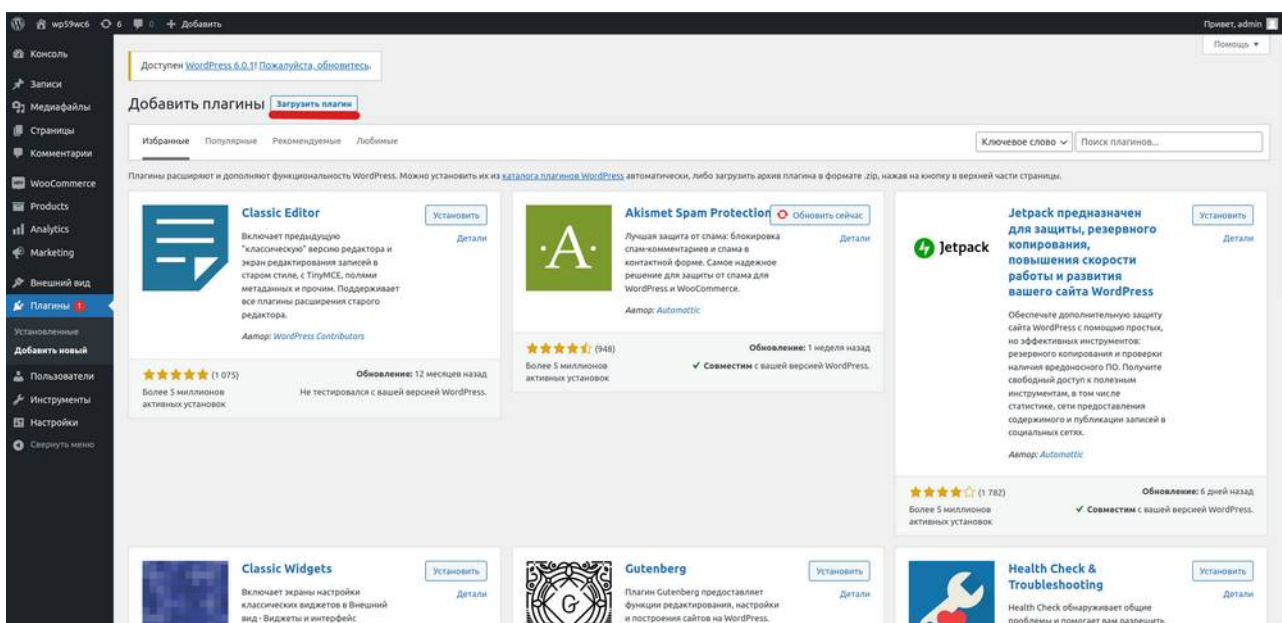 wp59wc6 6 0 + Добавить Привет, admin
Помощь
Консоль
Записи
Медиафайлы
Страницы
Комментарии
WooCommerce
Products
Analytics
Marketing
Внешний вид
Плагины 1
Установленные
Добавить новый
Пользователи
Инструменты
Настройки
Свернуть меню
Доступен WordPress 6.0.1! Пожалуйста, обновитесь.
Добавить плагины Загрузить плагин
Избранные Популярные Рекомендуемые Любимые Ключевое слово Поиск плагинов...
Плагины расширяют и дополняют функциональность WordPress. Можно установить их из каталога плагинов WordPress автоматически, либо загрузить архив плагина в формате .zip, нажав на кнопку в верхней части страницы.
Classic Editor
Установить
Детали
Включает предыдущую
"классическую" версию редактора и
экран редактирования записей в
старом стиле, с TinyMCE, полями
метаданных и прочим. Поддерживает
все плагины расширения старого
редактора.
Автор: WordPress Contributors
(1 075)
Более 5 миллионов
активных установок
Обновление: 12 месяцев назад
Не тестировался с вашей версией WordPress.
·A·
Akismet Spam Protection
Обновить сейчас
Детали
Лучшая защита от спама: блокировка
спам-комментариев и спама в
контактной форме. Самое надежное
решение для защиты от спама для
WordPress и WooCommerce.
Автор: Automattic
(948)
Более 5 миллионов
активных установок
Обновление: 1 неделя назад
Совместим с вашей версией WordPress.
Jetpack
Jetpack предназначен
для защиты, резервного
копирования,
повышения скорости
работы и развития
вашего сайта WordPress
Установить
Детали
Обеспечьте дополнительную защиту
сайта WordPress с помощью простых,
но эффективных инструментов:
резервного копирования и проверки
наличия вредоносного ПО. Получите
свободный доступ к полезным
инструментам, в том числе
статистике, сети предоставления
содержимого и публикации записей в
социальных сетях.
Автор: Automattic
(1 782)
Более 5 миллионов
активных установок
Обновление: 6 дней назад
Совместим с вашей версией WordPress.
Classic Widgets
Установить
Детали
Включает экраны настройки
классических виджетов в Внешний
вид - Виджеты и интерфейс
G
Gutenberg
Установить
Детали
Плагин Gutenberg предоставляет
функции редактирования, настройки
и построения сайтов на WordPress.
Health Check &
Troubleshooting
Установить
Детали
Health Check обнаруживает общие
проблемы и помогает вам разрешить